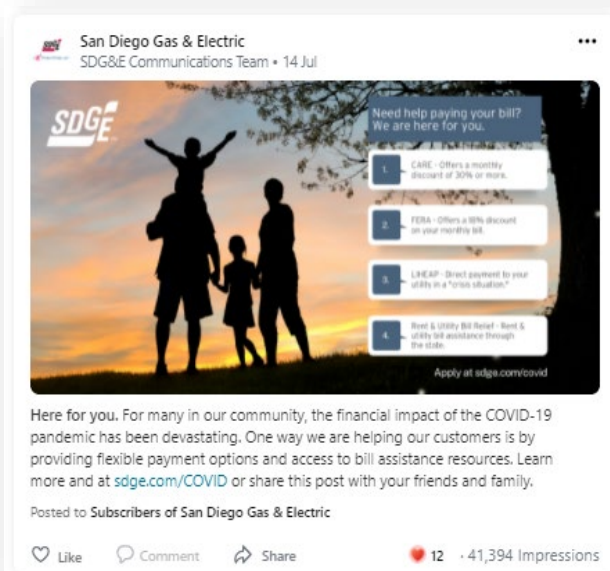 San Diego Gas & Electric
SDG&E Communications Team • 14 Jul
SDGE
Need help paying your bill?
We are here for you.
1.
CARE - Offers a monthly
discount of 30% or more.
2.
FERA - Offers a 18% discount
on your monthly bill.
3.
LIHEAP - Direct payment to your
utility in a "crisis situation."
4.
Rent & Utility Bill Relief - Rent &
utility bill assistance through
the state.
Apply at sdge.com/covid
Here for you. For many in our community, the financial impact of the COVID-19
pandemic has been devastating. One way we are helping our customers is by
providing flexible payment options and access to bill assistance resources. Learn
more and at sdge.com/COVID or share this post with your friends and family.
Posted to Subscribers of San Diego Gas & Electric
Like Comment Share 12 · 41,394 Impressions